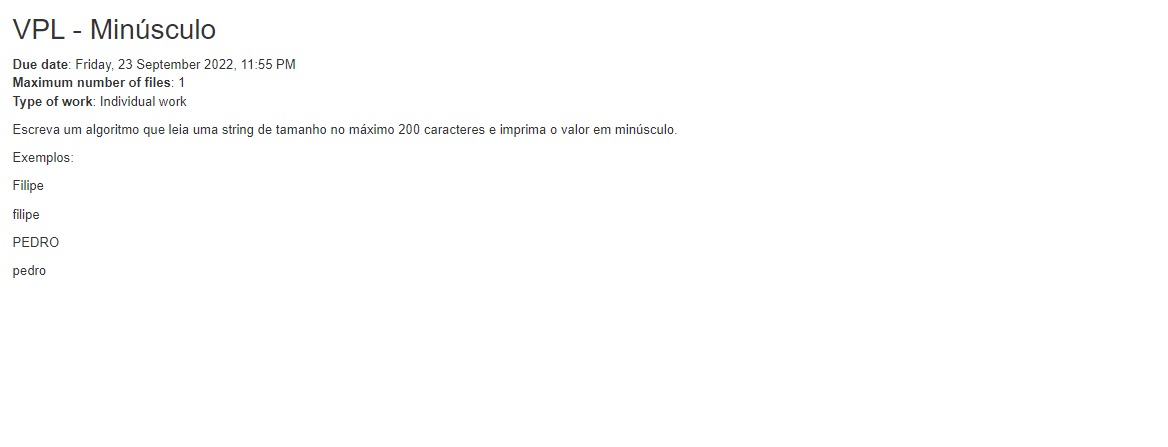 VPL - Minúsculo
Due date: Friday, 23 September 2022, 11:55 PM
Maximum number of files: 1
Type of work: Individual work
Escreva um algoritmo que leia uma string de tamanho no máximo 200 caracteres e imprima o valor em minúsculo.
Exemplos:
Filipe
filipe
PEDRO
pedro